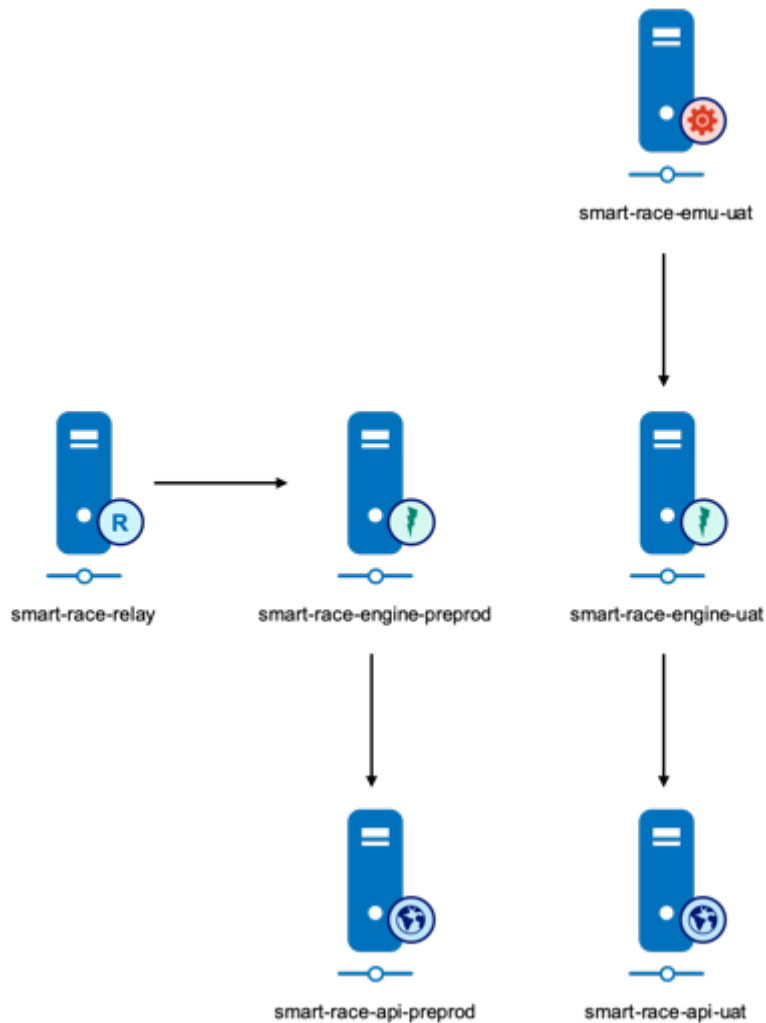 smart-race-emu-uat
R
smart-race-relay
smart-race-engine-preprod
smart-race-engine-uat
smart-race-api-preprod
smart-race-api-uat